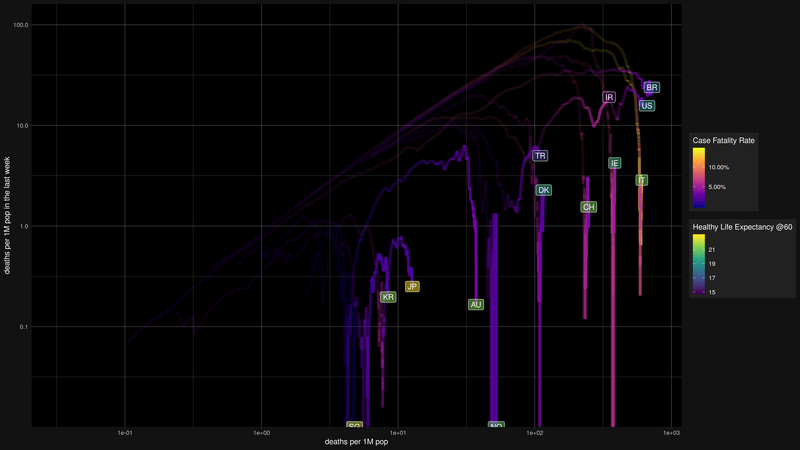 100.0
10.0
1.0
0.1
deaths per 1M pop in the last week
BR
US
IR
TR
IE
DK
IT
CH
KR
JP
AU
SG
NO
1e-01
1e+00
1e+01
1e+02
1e+03
deaths per 1M pop
Case Fatality Rate
10.00%
5.00%
Healthy Life Expectancy @60
21
19
17
15